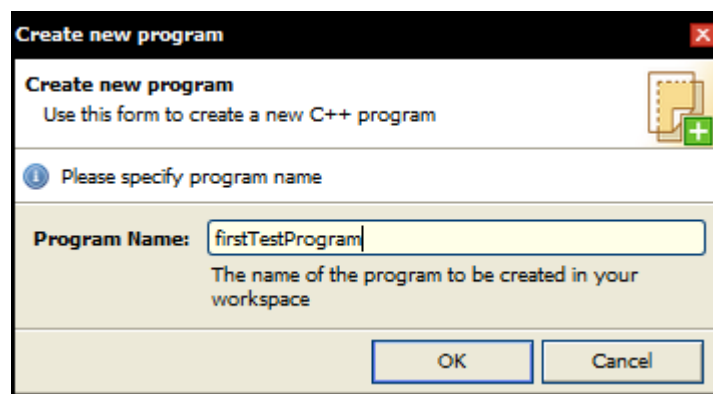 Create new program
Create new program
Use this form to create a new C++ program
Please specify program name
Program Name: firstTestProgram
The name of the program to be created in your
workspace
OK Cancel